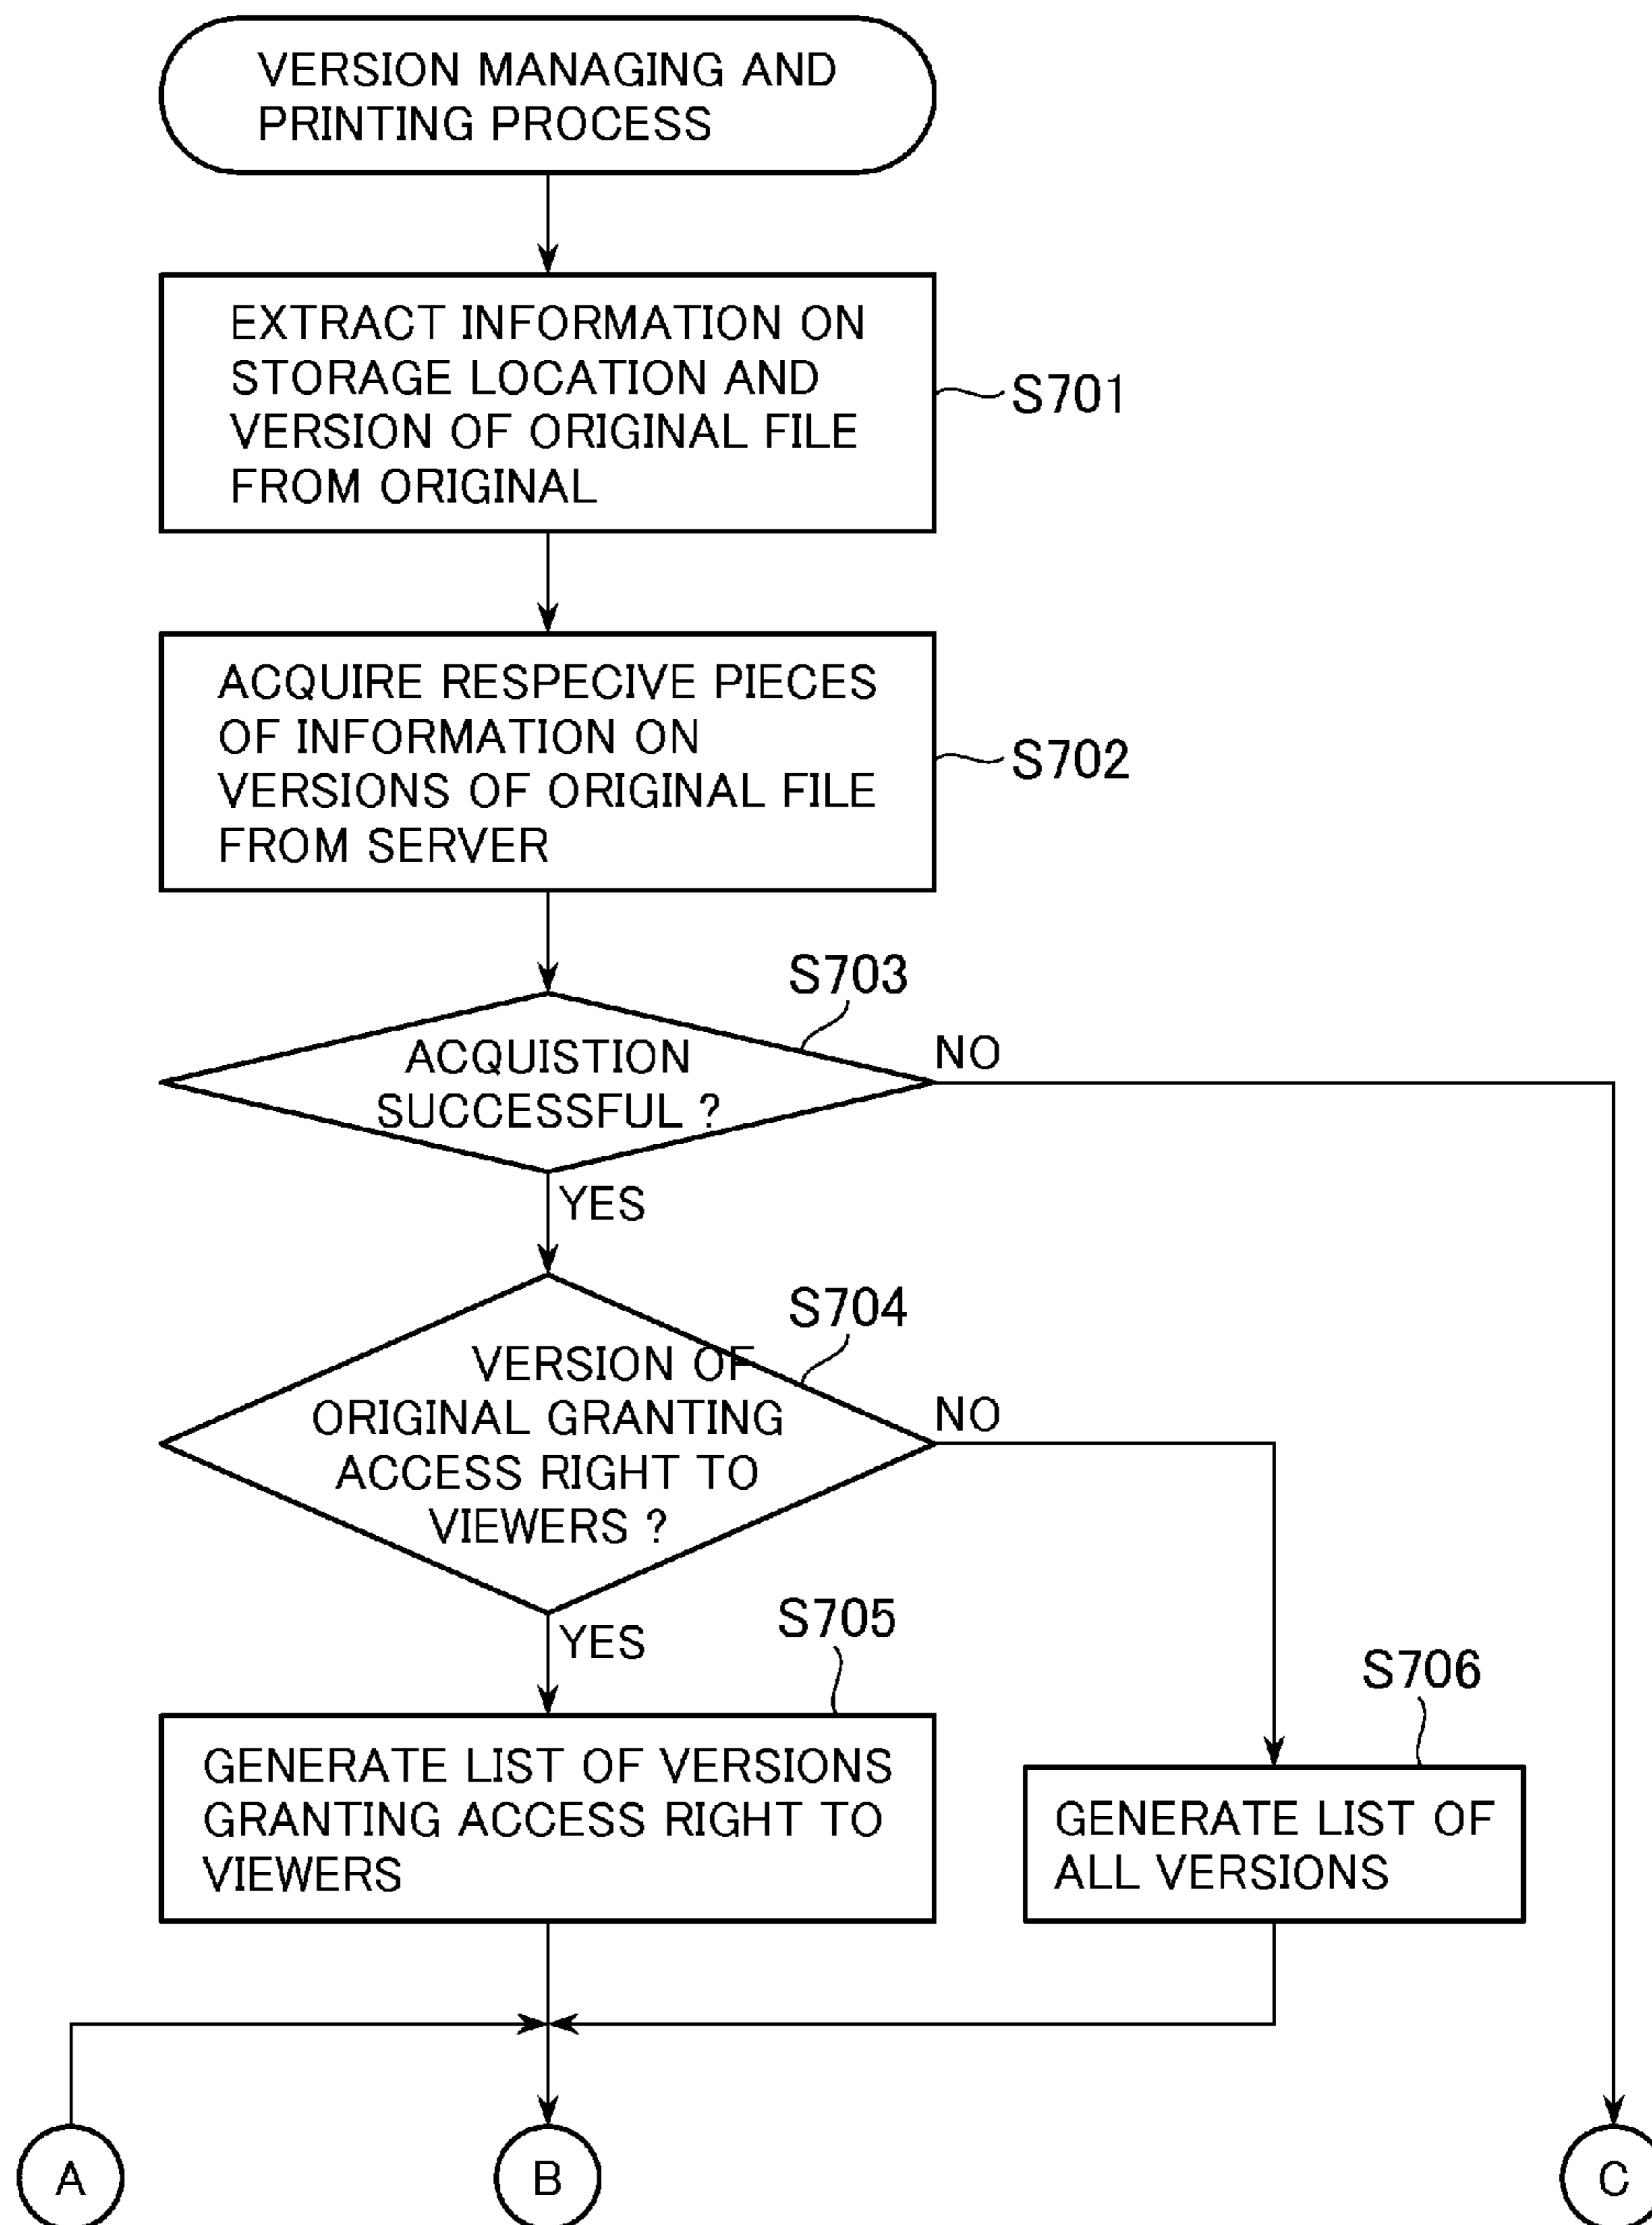 VERSION MANAGING AND
PRINTING PROCESS
EXTRACT INFORMATION ON
STORAGE LOCATION AND
VERSION OF ORIGINAL FILE
FROM ORIGINAL
S701
ACQUIRE RESPECIVE PIECES
OF INFORMATION ON
VERSIONS OF ORIGINAL FILE
FROM SERVER
S702
S703
ACQUISTION
SUCCESSFUL ?
NO
YES
S704
VERSION OF
ORIGINAL GRANTING
ACCESS RIGHT TO
VIEWERS ?
NO
YES
S705
GENERATE LIST OF VERSIONS
GRANTING ACCESS RIGHT TO
VIEWERS
S706
GENERATE LIST OF
ALL VERSIONS
A
B
C